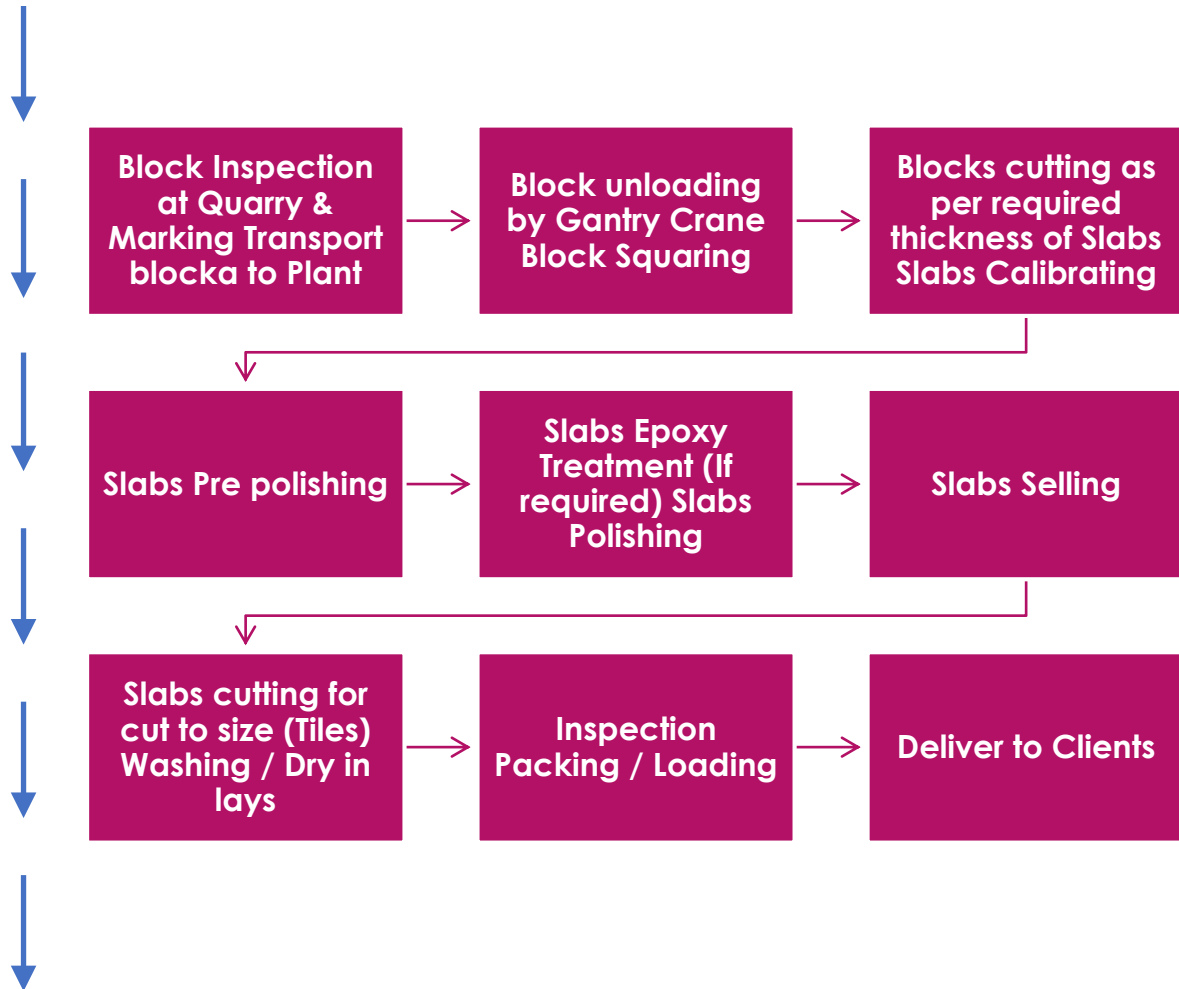 Block Inspection
at Quarry &
Marking Transport
blocka to Plant
Block unloading
by Gantry Crane
Block Squaring
Blocks cutting as
per required
thickness of Slabs
Slabs Calibrating
Slabs Pre polishing
Slabs Epoxy
Treatment (If
required) Slabs
Polishing
Slabs Selling
Slabs cutting for
cut to size (Tiles)
Washing / Dry in
lays
Inspection
Packing / Loading
Deliver to Clients